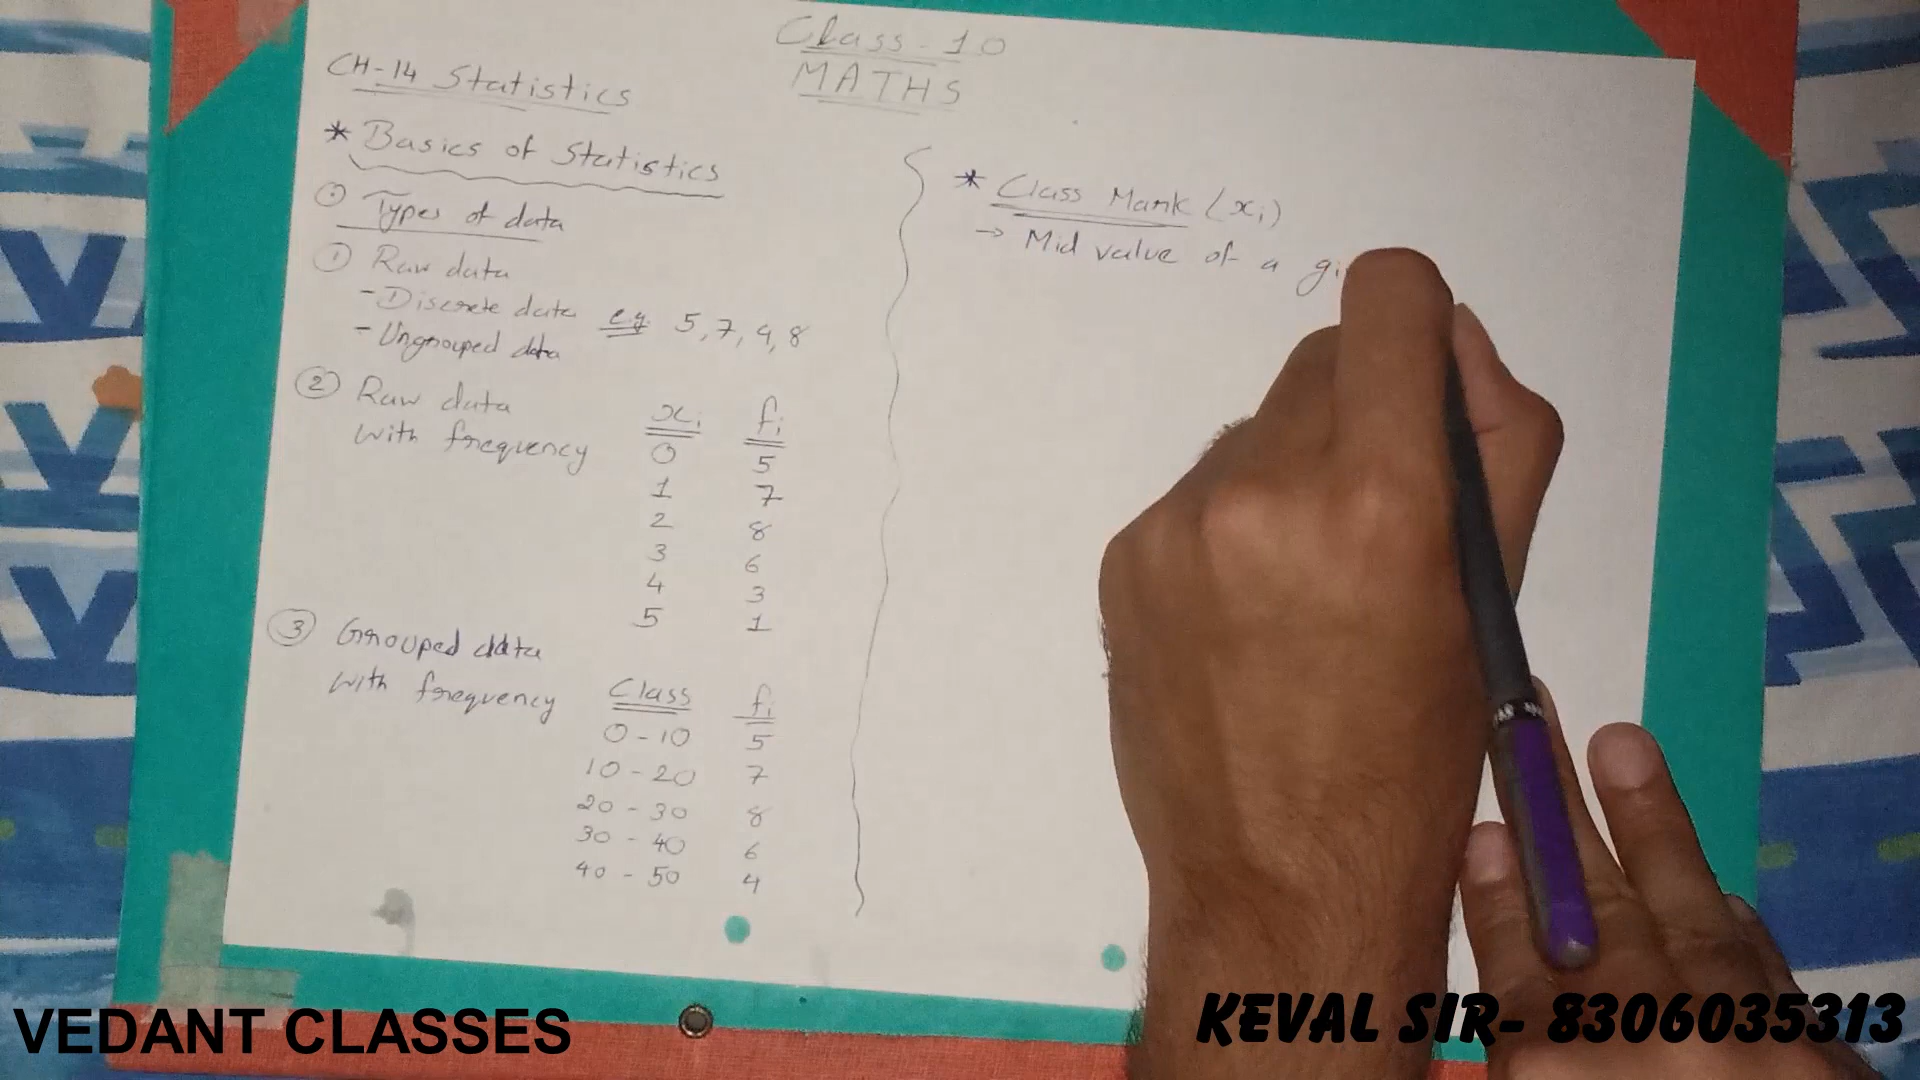 Class - 10
MATHS
CH-14 Statistics
* Basics of Statistics
Types of data
① Raw data
- Discrete data e.g. 5, 7, 9, 8
- Ungrouped data
② Raw data
with frequency
xi fi
0 5
1 7
2 8
3 6
4 3
5 1
③ Grouped data
with frequency
Class fi
0 - 10 5
10 - 20 7
20 - 30 8
30 - 40 6
40 - 50 4
* Class Mark (xi)
→ Mid value of a gi
VEDANT CLASSES
KEVAL SIR- 8306035313